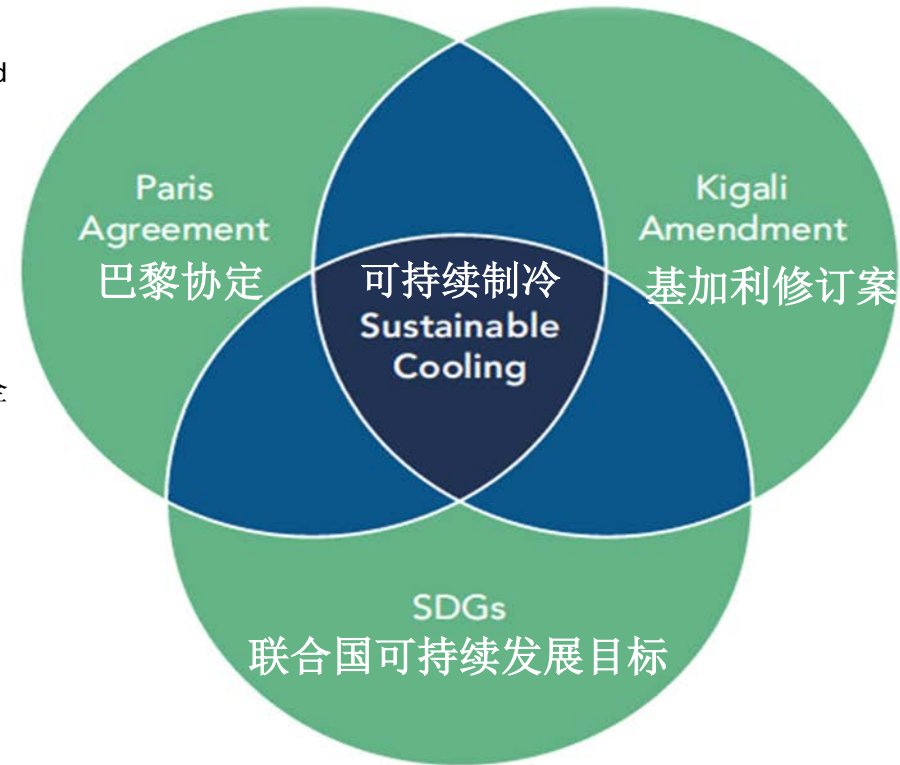 d
Paris
Agreement
巴黎协定
Kigali
Amendment
基加利修订案
可持续制冷
Sustainable
Cooling
SDGs
联合国可持续发展目标